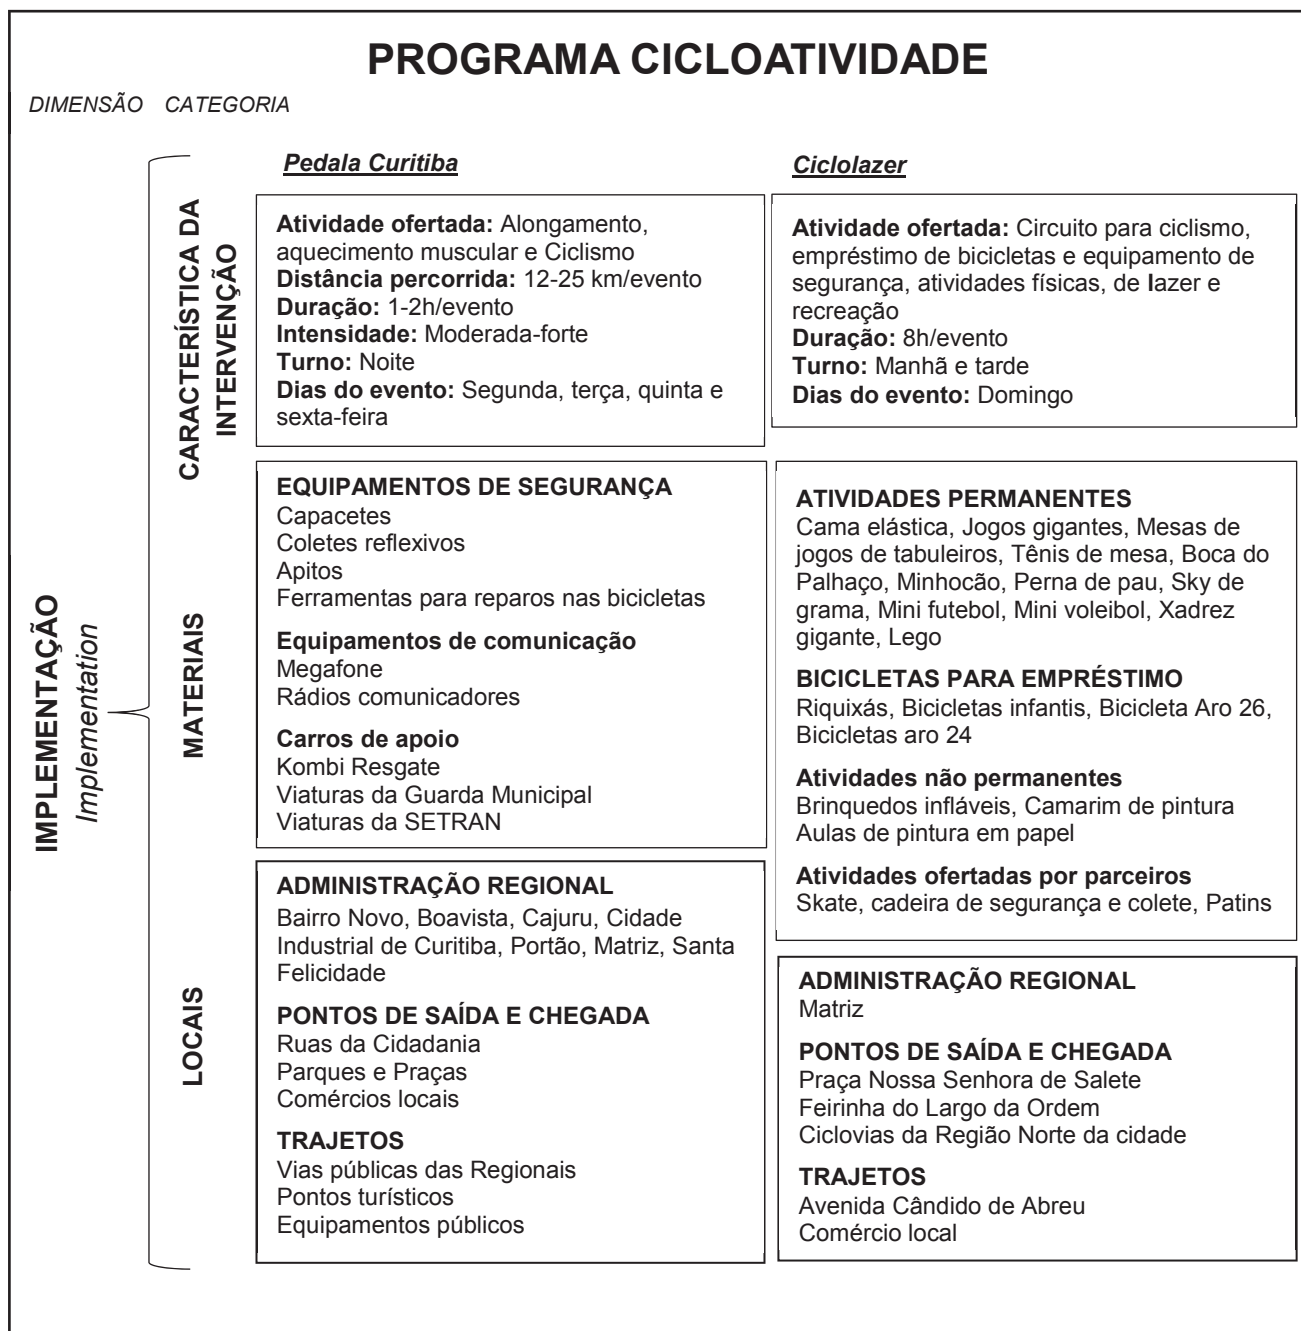 PROGRAMA CICLOATIVIDADE
DIMENSÃO CATEGORIA
IMPLEMENTAÇÃO
Implementation
CARACTERÍSTICA DA
INTERVENÇÃO
MATERIAIS
LOCAIS
Pedala Curitiba
Atividade ofertada: Alongamento,
aquecimento muscular e Ciclismo
Distância percorrida: 12-25 km/evento
Duração: 1-2h/evento
Intensidade: Moderada-forte
Turno: Noite
Dias do evento: Segunda, terça, quinta e
sexta-feira
EQUIPAMENTOS DE SEGURANÇA
Capacetes
Coletes reflexivos
Apitos
Ferramentas para reparos nas bicicletas
Equipamentos de comunicação
Megafone
Rádios comunicadores
Carros de apoio
Kombi Resgate
Viaturas da Guarda Municipal
Viaturas da SETRAN
ADMINISTRAÇÃO REGIONAL
Bairro Novo, Boavista, Cajuru, Cidade
Industrial de Curitiba, Portão, Matriz, Santa
Felicidade
PONTOS DE SAÍDA E CHEGADA
Ruas da Cidadania
Parques e Praças
Comércios locais
TRAJETOS
Vias públicas das Regionais
Pontos turísticos
Equipamentos públicos
Ciclolazer
Atividade ofertada: Circuito para ciclismo,
empréstimo de bicicletas e equipamento de
segurança, atividades físicas, de lazer e
recreação
Duração: 8h/evento
Turno: Manhã e tarde
Dias do evento: Domingo
ATIVIDADES PERMANENTES
Cama elástica, Jogos gigantes, Mesas de
jogos de tabuleiros, Tênis de mesa, Boca do
Palhaço, Minhocão, Perna de pau, Sky de
grama, Mini futebol, Mini voleibol, Xadrez
gigante, Lego
BICICLETAS PARA EMPRÉSTIMO
Riquixás, Bicicletas infantis, Bicicleta Aro 26,
Bicicletas aro 24
Atividades não permanentes
Brinquedos infláveis, Camarim de pintura
Aulas de pintura em papel
Atividades ofertadas por parceiros
Skate, cadeira de segurança e colete, Patins
ADMINISTRAÇÃO REGIONAL
Matriz
PONTOS DE SAÍDA E CHEGADA
Praça Nossa Senhora de Salete
Feirinha do Largo da Ordem
Ciclovias da Região Norte da cidade
TRAJETOS
Avenida Cândido de Abreu
Comércio local